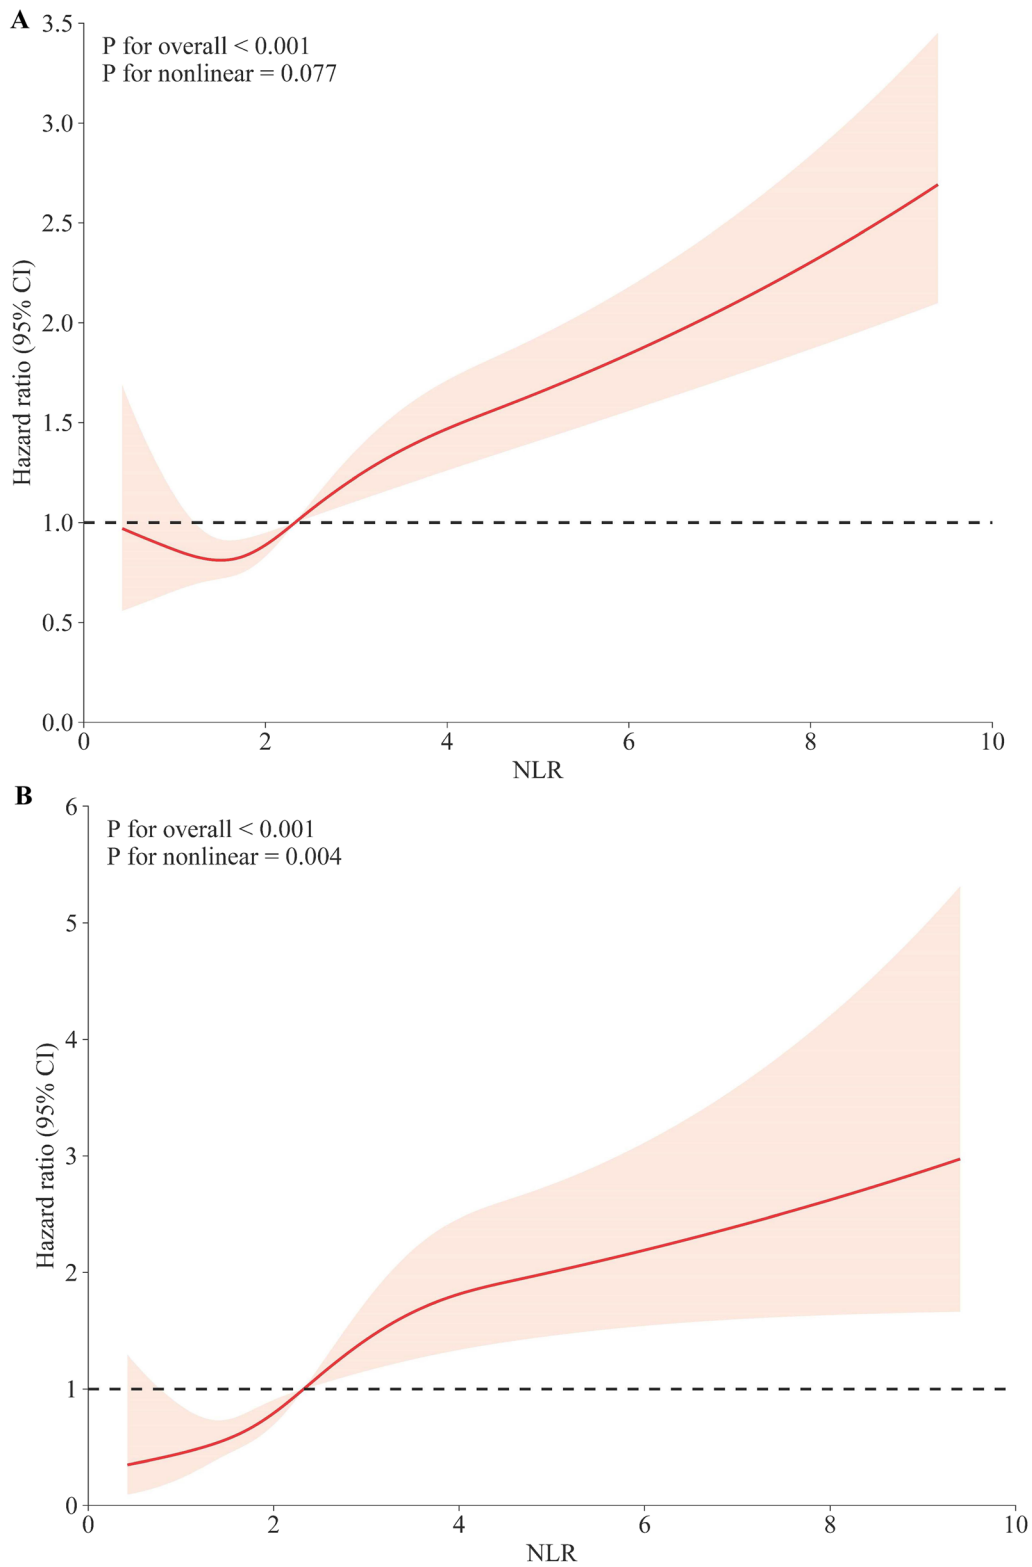 A
P for overall < 0.001
P for nonlinear = 0.077
Hazard ratio (95% CI)
3.5
3.0
2.5
2.0
1.5
1.0
0.5
0.0
0 2 4 6 8 10
NLR
B
P for overall < 0.001
P for nonlinear = 0.004
Hazard ratio (95% CI)
6
5
4
3
2
1
0
0 2 4 6 8 10
NLR